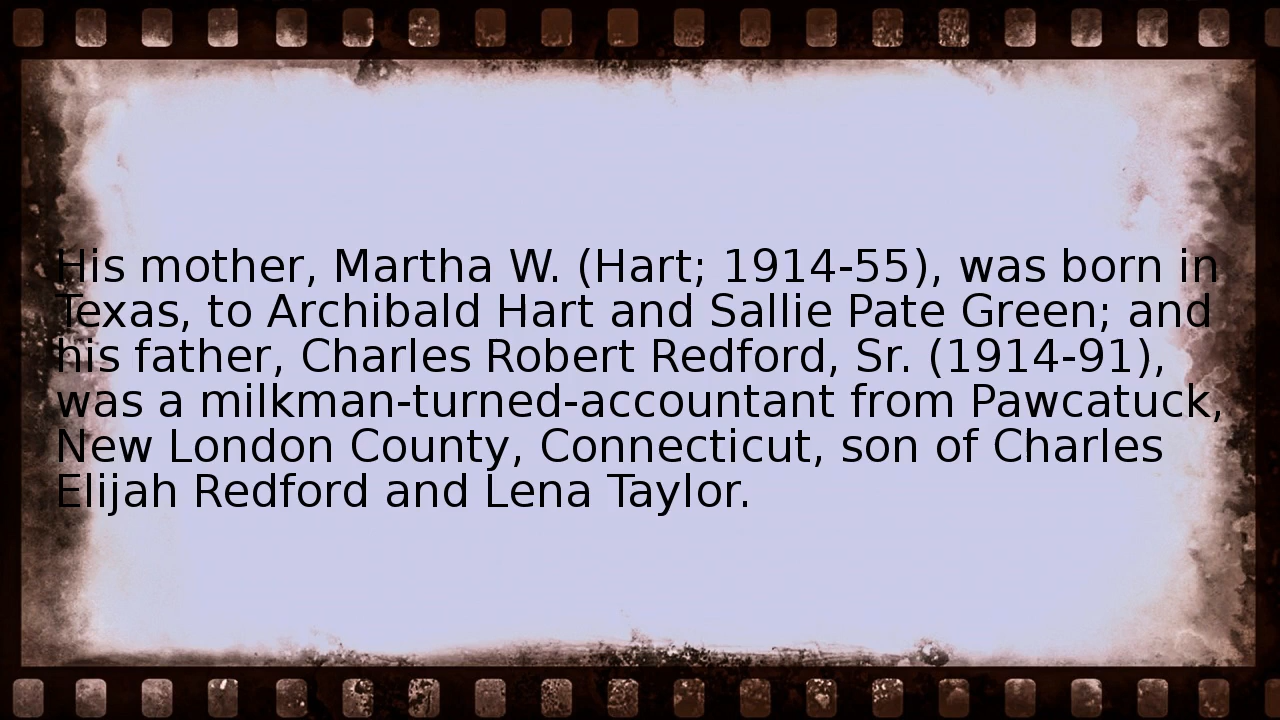 His mother, Martha W. (Hart; 1914-55), was born in
Texas, to Archibald Hart and Sallie Pate Green; and
his father, Charles Robert Redford, Sr. (1914-91),
was a milkman-turned-accountant from Pawcatuck,
New London County, Connecticut, son of Charles
Elijah Redford and Lena Taylor.